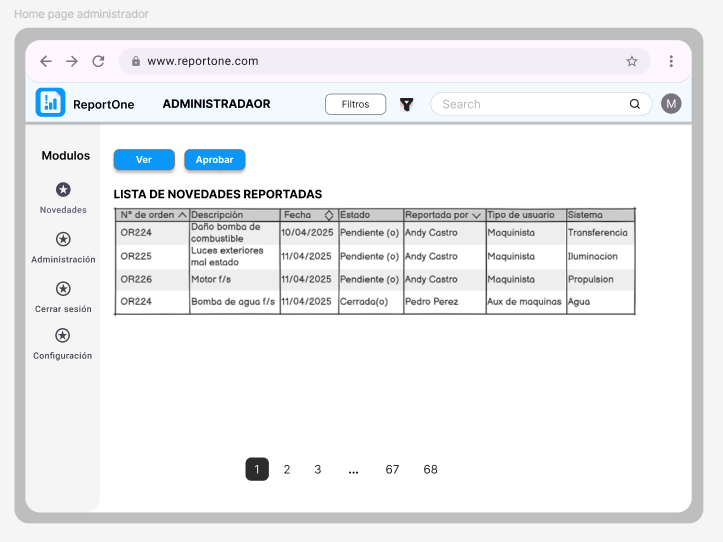 Home page administrador
www.reportone.com
ReportOne ADMINISTRADAOR Filtros Search M
Modulos
Novedades
Administración
Cerrar sesión
Configuración
Ver Aprobar
LISTA DE NOVEDADES REPORTADAS
N° de orden Descripción Fecha Estado Reportada por Tipo de usuario Sistema
OR224 Daño bomba de combustible 10/04/2025 Pendiente (o) Andy Castro Maquinista Transferencia
OR225 Luces exteriores mal estado 11/04/2025 Pendiente (o) Andy Castro Maquinista Iluminacion
OR226 Motor f/s 11/04/2025 Pendiente (o) Andy Castro Maquinista Propulsion
OR224 Bomba de agua f/s 11/04/2025 Cerrada(o) Pedro Perez Aux de maquinas Agua
1 2 3 ... 67 68